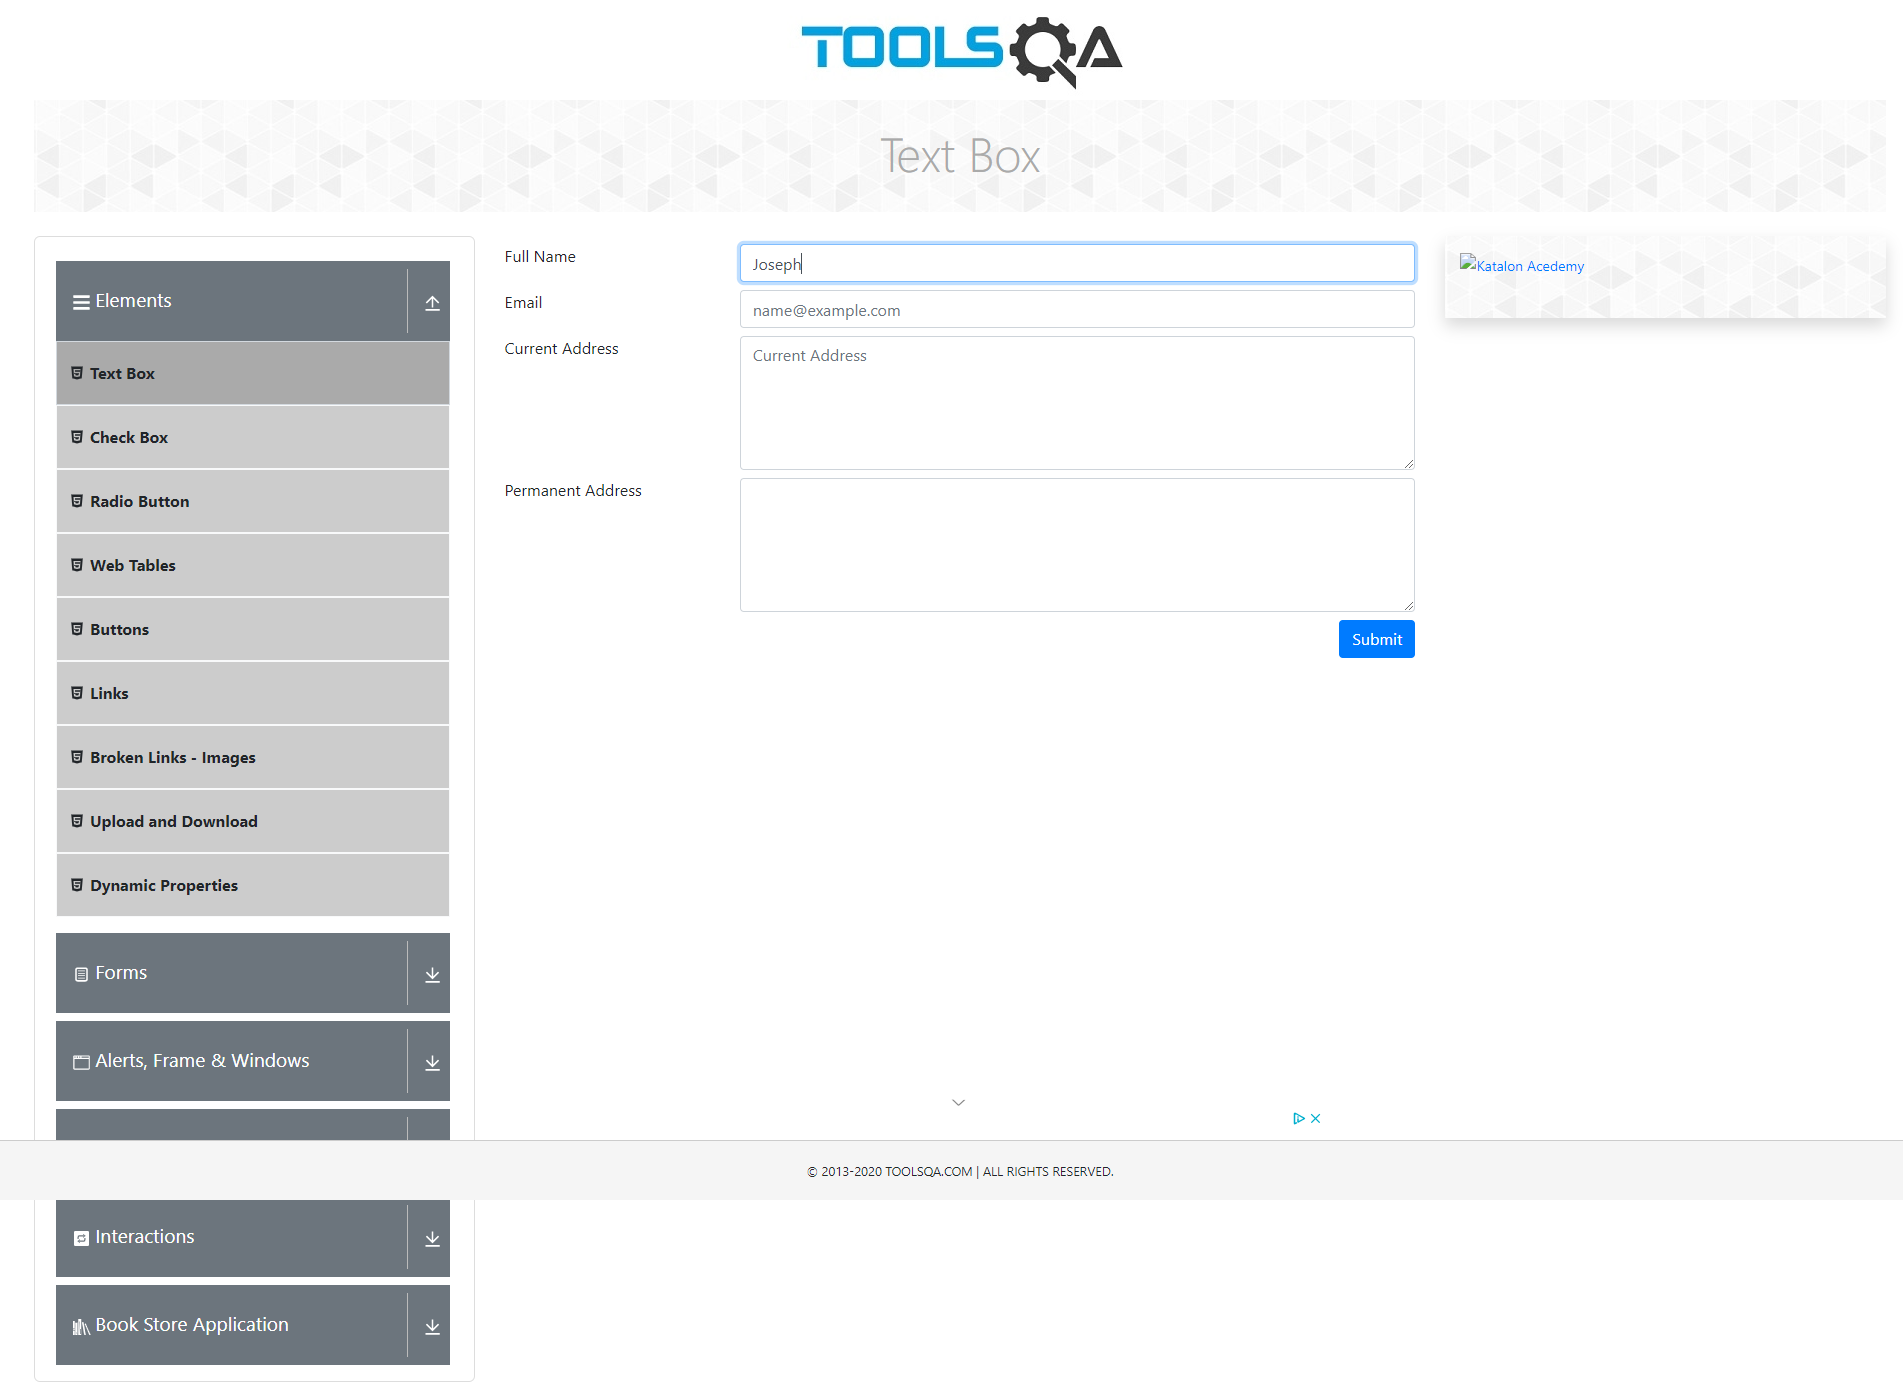 TOOLSQA
Text Box
Elements
Text Box
Check Box
Radio Button
Web Tables
Buttons
Links
Broken Links - Images
Upload and Download
Dynamic Properties
Forms
Alerts, Frame & Windows
Interactions
Book Store Application
Full Name
Joseph
Email
name@example.com
Current Address
Current Address
Permanent Address
Submit
Katalon Acedemy
© 2013-2020 TOOLSQA.COM | ALL RIGHTS RESERVED.